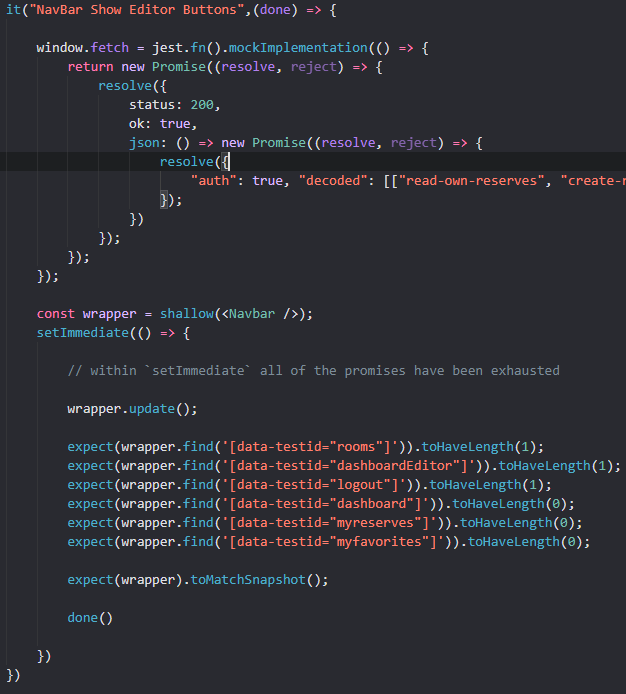 it("NavBar Show Editor Buttons",(done) => {
window.fetch = jest.fn().mockImplementation(() => {
return new Promise((resolve, reject) => {
resolve({
status: 200,
ok: true,
json: () => new Promise((resolve, reject) => {
resolve({
"auth": true, "decoded": [["read-own-reserves", "create-r
});
})
});
});
});
const wrapper = shallow(<Navbar />);
setImmediate(() => {
// within `setImmediate` all of the promises have been exhausted
wrapper.update();
expect(wrapper.find('[data-testid="rooms"]')).toHaveLength(1);
expect(wrapper.find('[data-testid="dashboardEditor"]')).toHaveLength(1);
expect(wrapper.find('[data-testid="logout"]')).toHaveLength(1);
expect(wrapper.find('[data-testid="dashboard"]')).toHaveLength(0);
expect(wrapper.find('[data-testid="myreserves"]')).toHaveLength(0);
expect(wrapper.find('[data-testid="myfavorites"]')).toHaveLength(0);
expect(wrapper).toMatchSnapshot();
done()
})
})